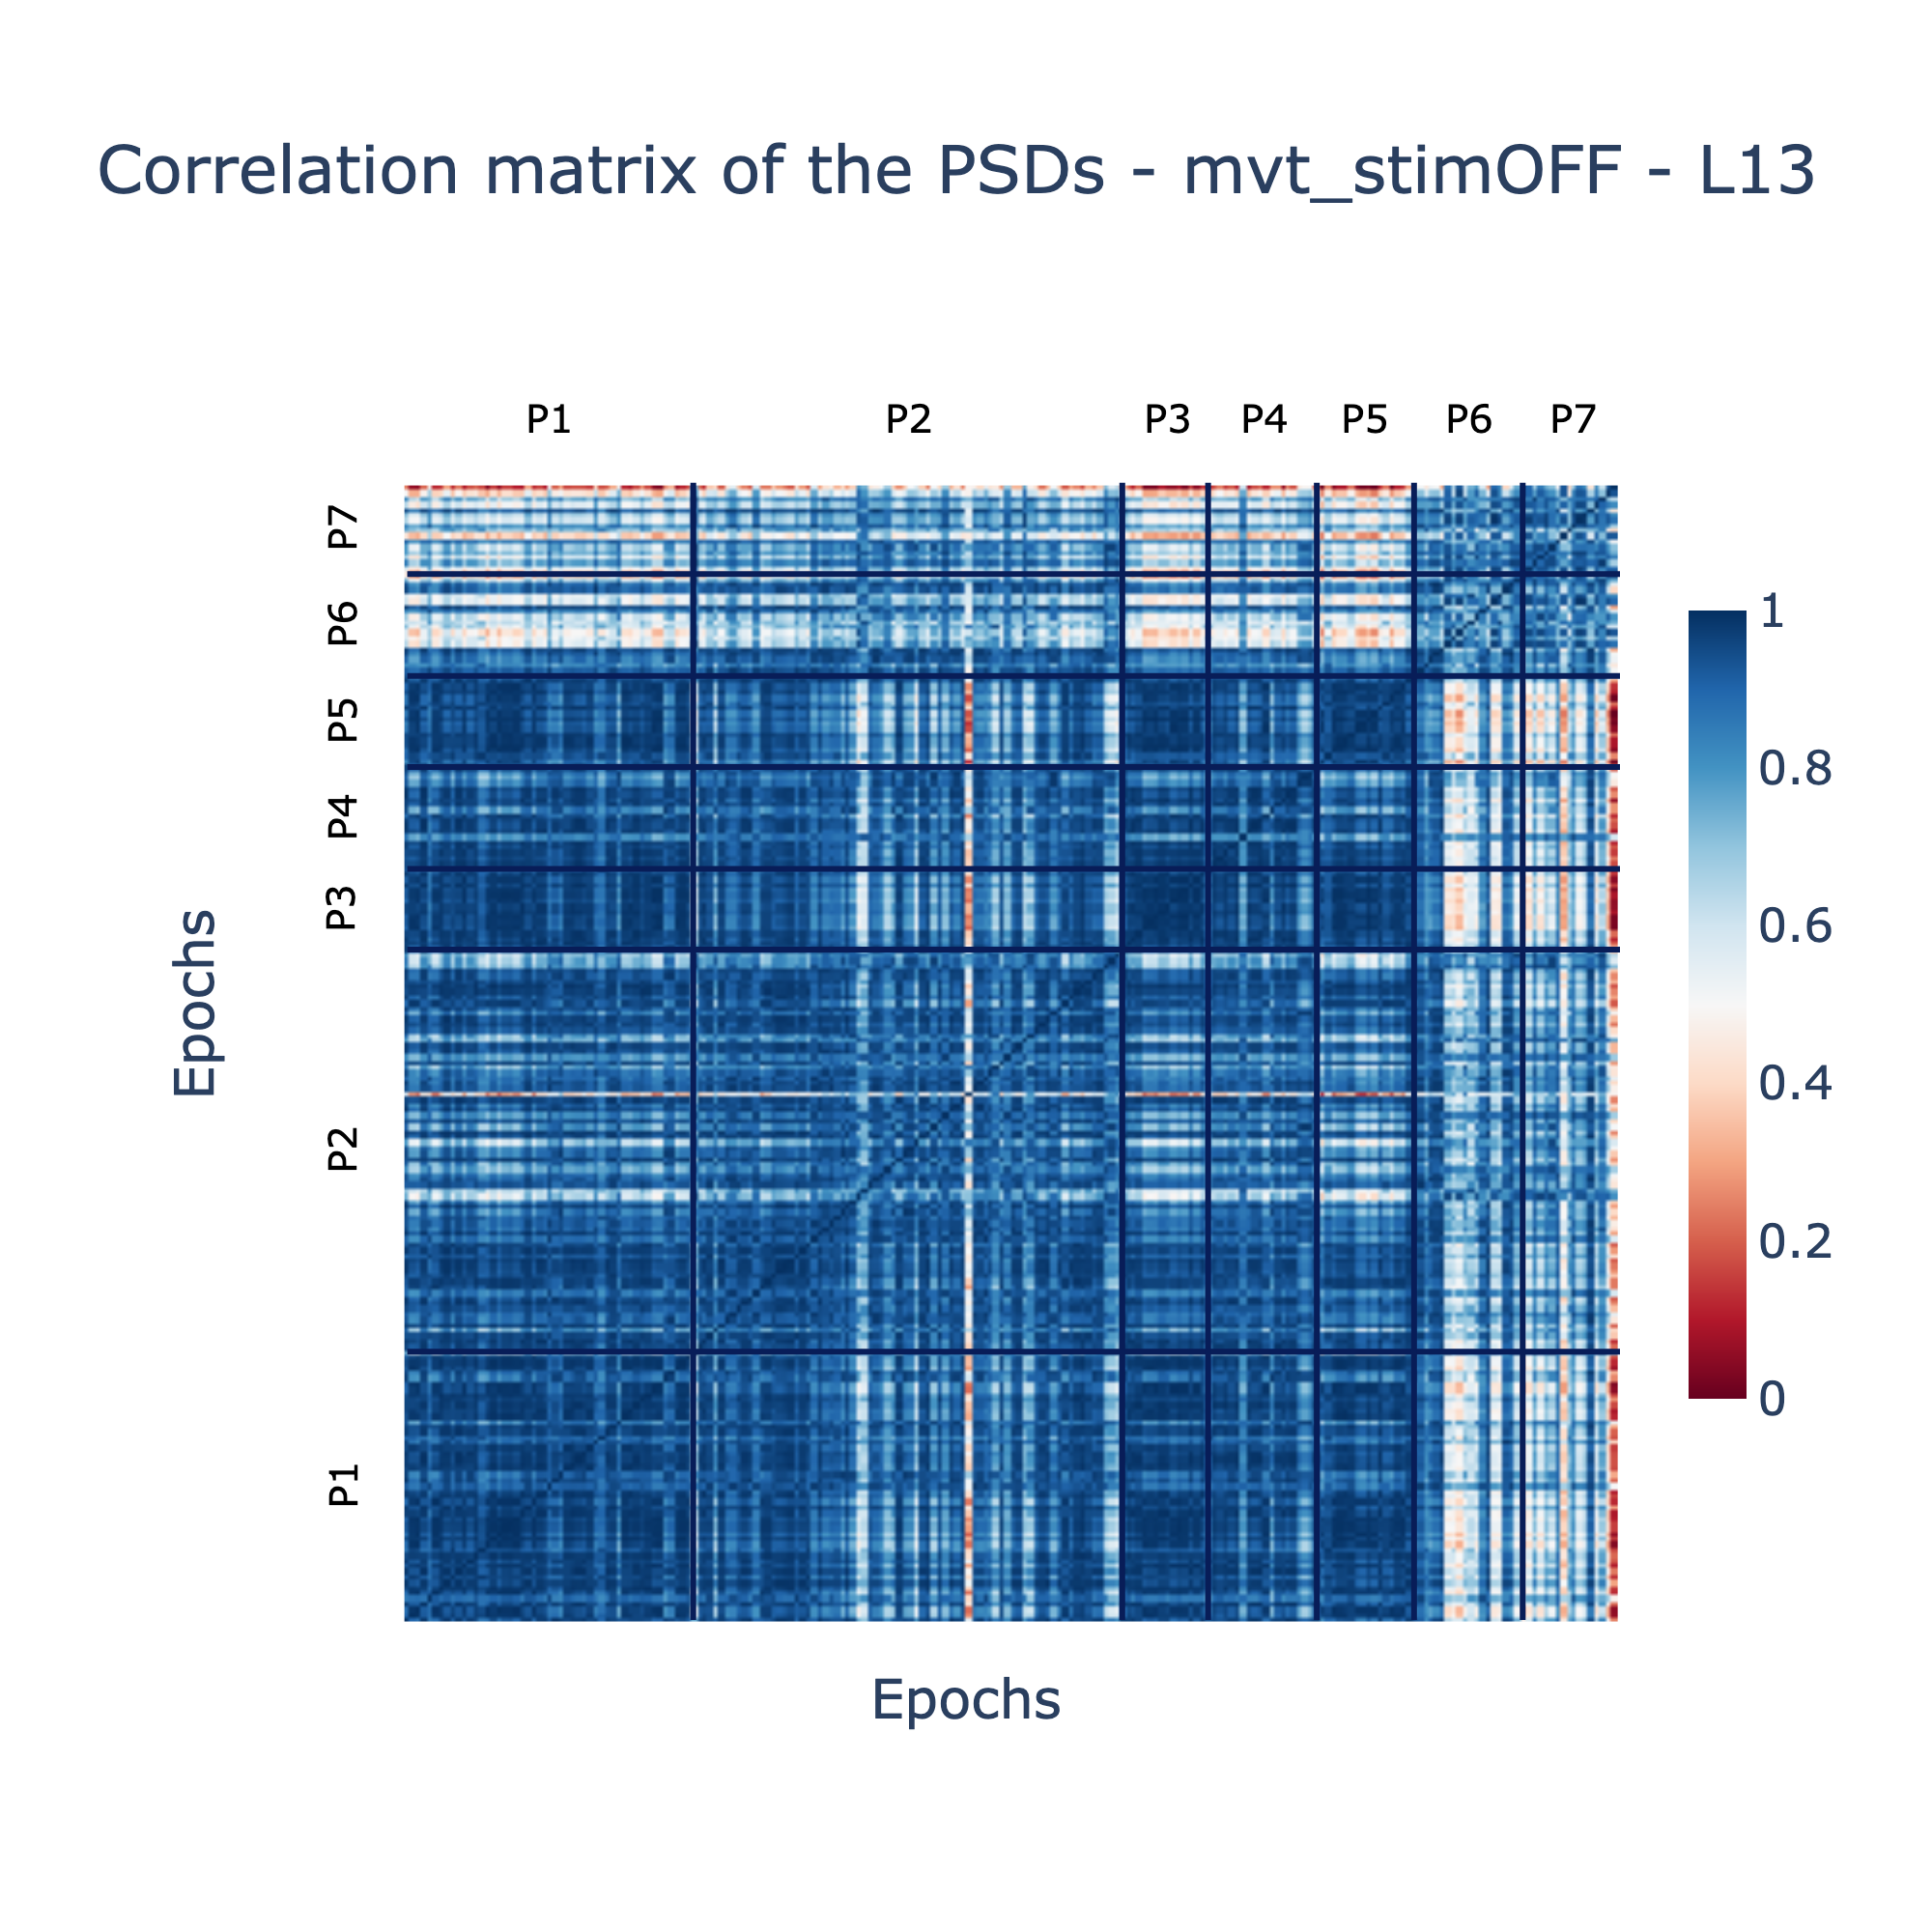 Correlation matrix of the PSDs - mvt_stimOFF - L13
P1 P2 P3 P4 P5 P6 P7
P7
P6
P5
P4
P3
P2
P1
Epochs
Epochs
1
0.8
0.6
0.4
0.2
0